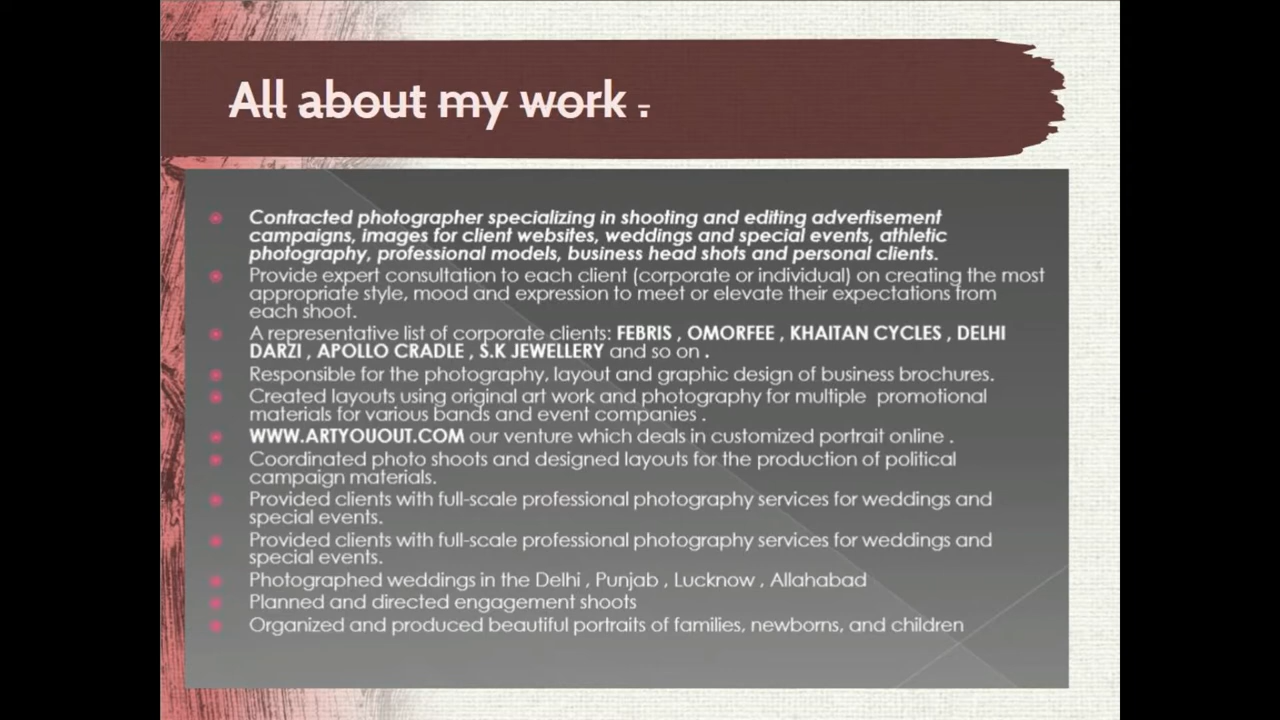 All about my work .
Contracted photographer specializing in shooting and editing advertisement
campaigns, images for client websites, weddings and special events, athletic
photography, professional models, business head shots and personal clients.
Provide expert consultation to each client (corporate or individual) on creating the most
appropriate style, mood and expression to meet or elevate their expectations from
each shoot.
A representative list of corporate clients: FEBRIS , OMORFEE , KHAITAN CYCLES , DELHI
DARZI , APOLLO CRADLE , S.K JEWELLERY and so on .
Responsible for the photography, layout and graphic design of business brochures.
Created layouts using original art work and photography for multiple promotional
materials for various bands and event companies .
WWW.ARTYOUOUT.COM our venture which deals in customized portrait online .
Coordinated photo shoots and designed layouts for the production of political
campaign materials.
Provided clients with full-scale professional photography services for weddings and
special events.
Provided clients with full-scale professional photography services for weddings and
special events.
Photographed weddings in the Delhi , Punjab , Lucknow , Allahabad
Planned and directed engagement shoots
Organized and produced beautiful portraits of families, newborns, and children